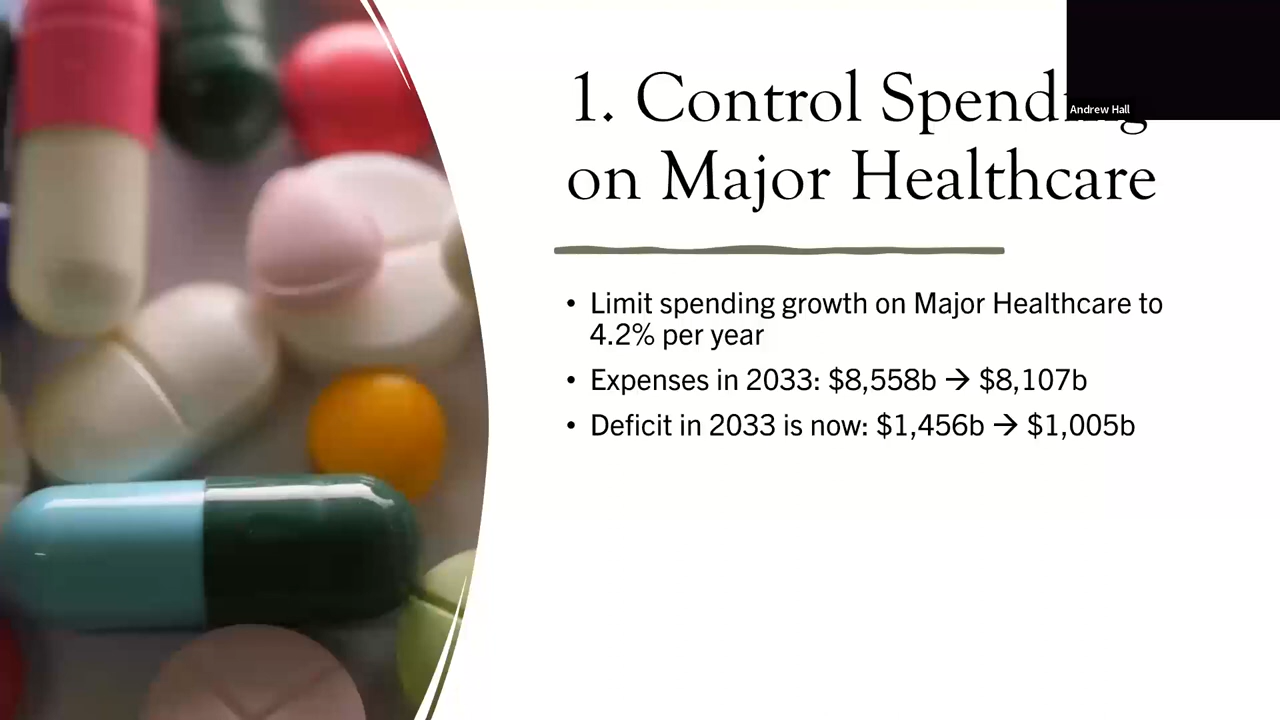 1. Control Spending
Andrew Hall
on Major Healthcare
• Limit spending growth on Major Healthcare to
4.2% per year
• Expenses in 2033: $8,558b → $8,107b
• Deficit in 2033 is now: $1,456b → $1,005b